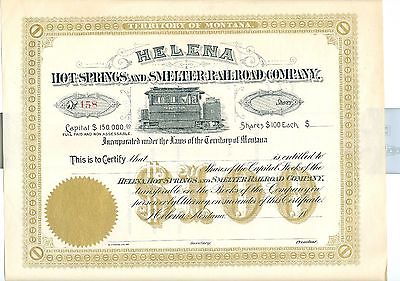 TERRITORY OF MONTANA
HELENA
HOT-SPRINGS AND SMELTER RAILROAD COMPANY.
No 158
Shares
Capital $150,000.00
FULL PAID AND NON ASSESSABLE.
Shares $100 Each $
Incorporated under the Laws of the Territory of Montana
This is to Certify that is entitled to
Shares of the Capital Stock of the
HELENA, HOT-SPRINGS AND SMELTER RAILROAD COMPANY,
transferable on the Books of the Company in
person or by Attorney on surrender of this Certificate
Helena, Montana, 18
$100
Secretary.
President.